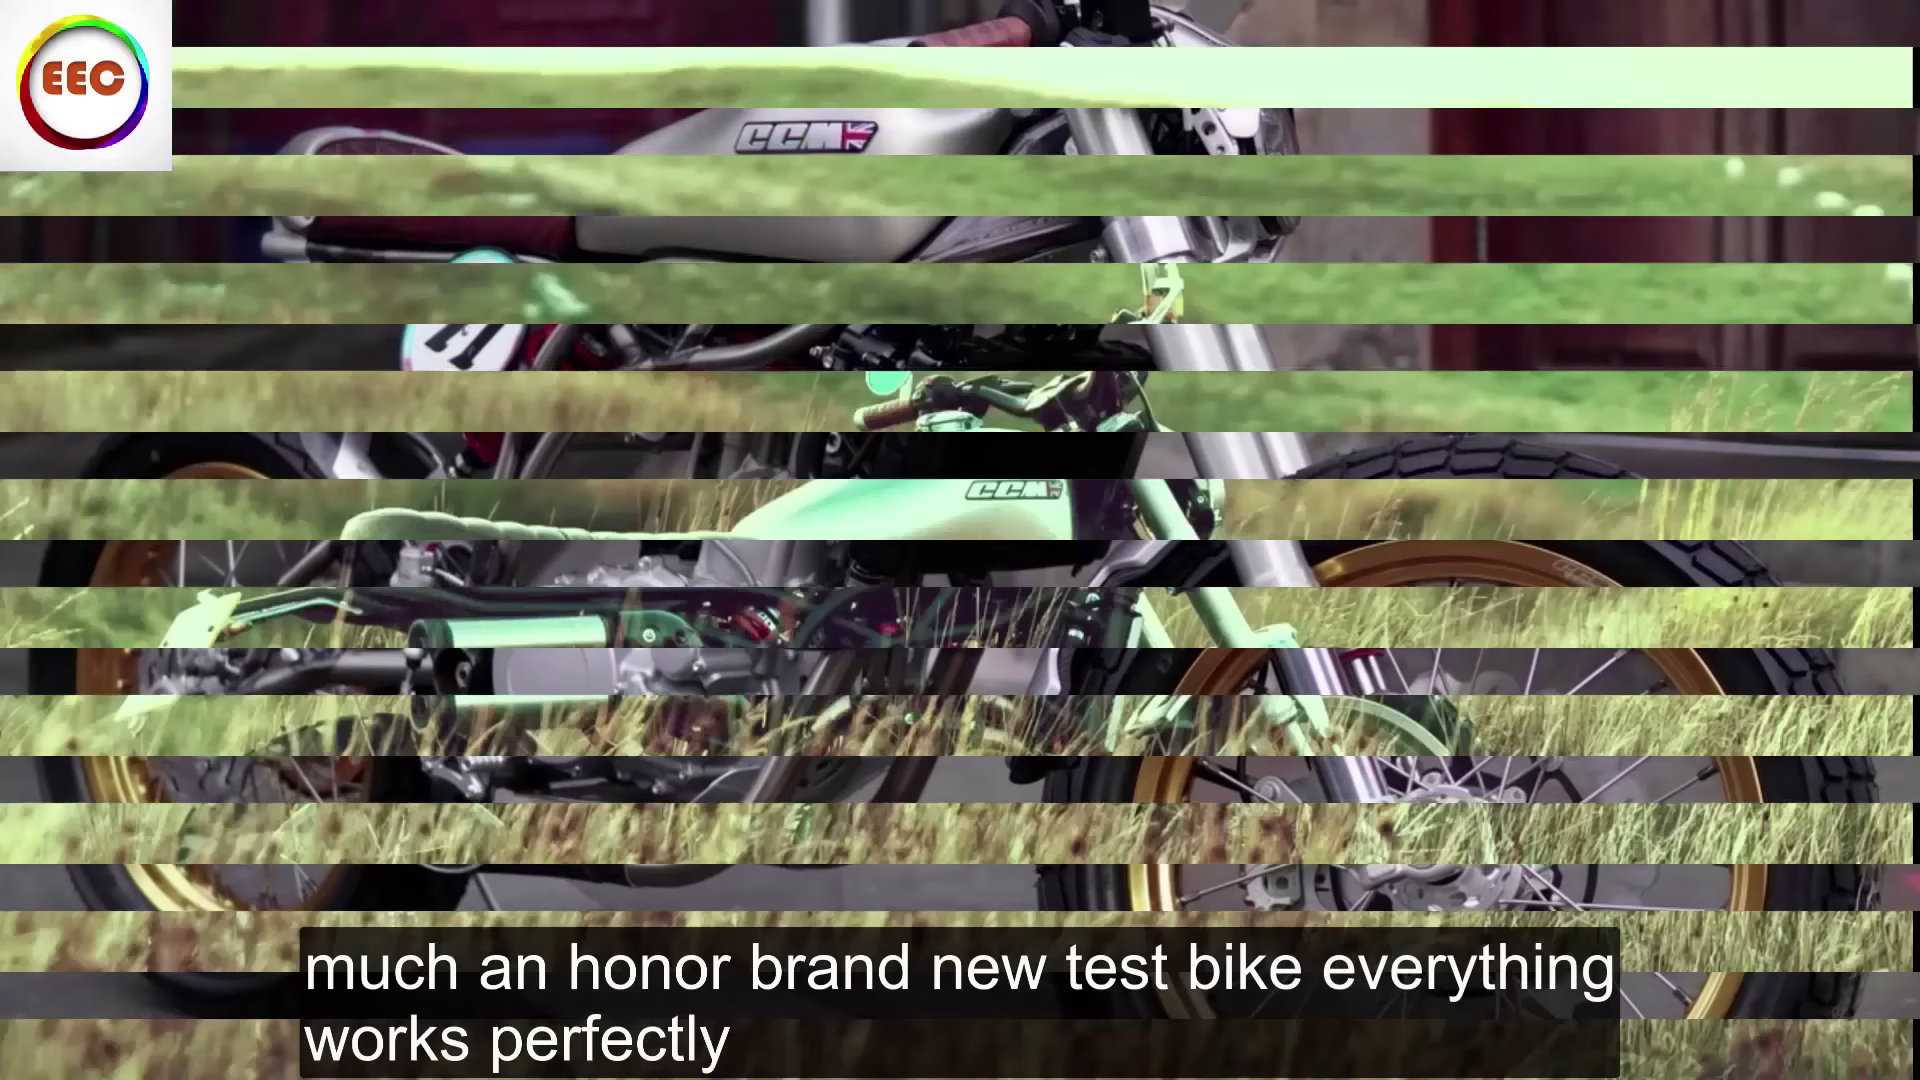 EEC
CCM
CCM
much an honor brand new test bike everything
works perfectly